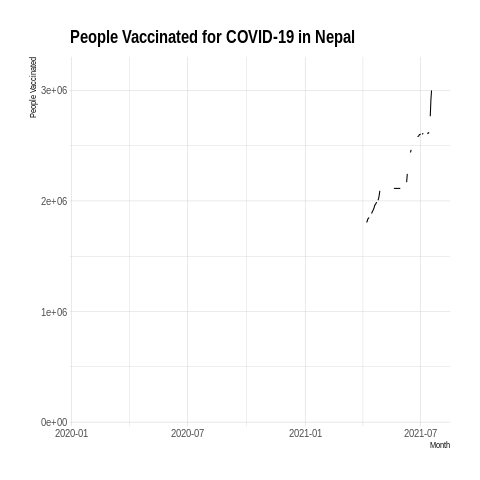 People Vaccinated for COVID-19 in Nepal
People Vaccinated
3e+06
2e+06
1e+06
0e+00
2020-01 2020-07 2021-01 2021-07
Month